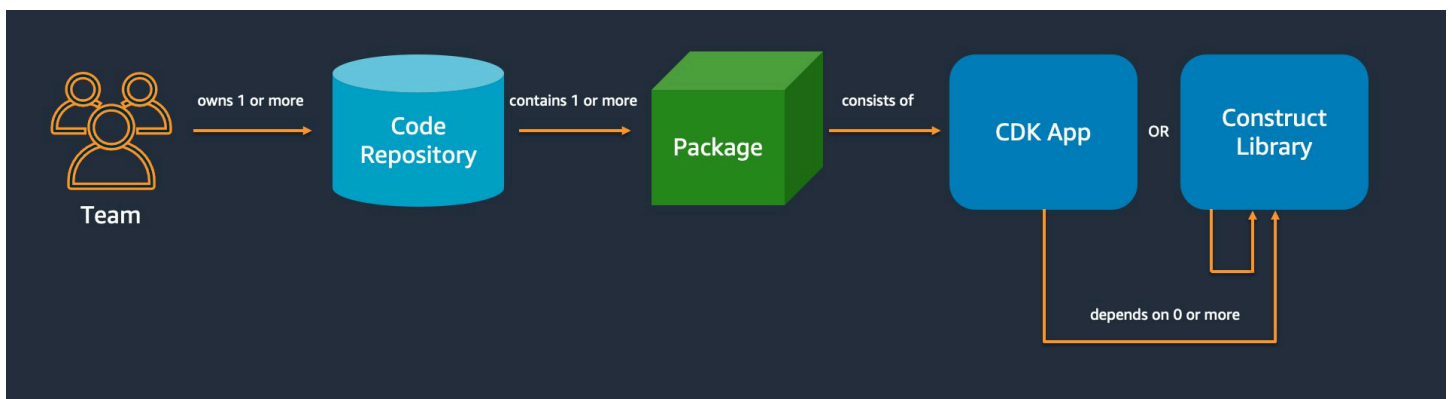 Team
owns 1 or more
Code
Repository
contains 1 or more
Package
consists of
CDK App
OR
Construct
Library
depends on 0 or more